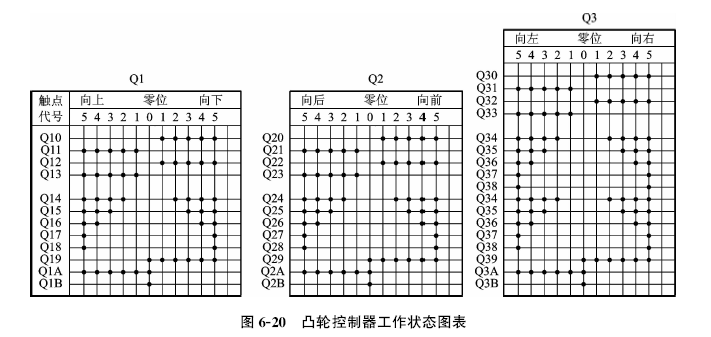 Q1
触点 向上 零位 向下
代号 5 4 3 2 1 0 1 2 3 4 5
Q10
Q11
Q12
Q13
Q14
Q15
Q16
Q17
Q18
Q19
Q1A
Q1B
Q2
向后 零位 向前
5 4 3 2 1 0 1 2 3 4 5
Q20
Q21
Q22
Q23
Q24
Q25
Q26
Q27
Q28
Q29
Q2A
Q2B
Q3
向左 零位 向右
5 4 3 2 1 0 1 2 3 4 5
Q30
Q31
Q32
Q33
Q34
Q35
Q36
Q37
Q38
Q34
Q35
Q36
Q37
Q38
Q39
Q3A
Q3B
图 6-20 凸轮控制器工作状态图表